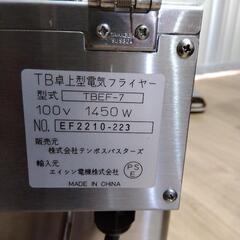 TB卓上型電気フライヤー
型式 TBEF-7
100v 1450W
NO. EF2210-223
販売元
株式会社テンポスバスターズ
輸入元
エイシン電機株式会社
PSE
MADE IN CHINA